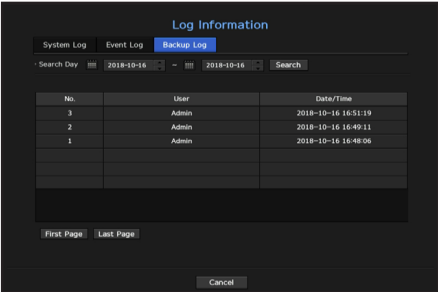 Log Information
System Log Event Log Backup Log
· Search Day 2018-10-16 – 2018-10-16 Search
No. User Date/Time
3 Admin 2018-10-16 16:51:19
2 Admin 2018-10-16 16:49:11
1 Admin 2018-10-16 16:48:06
First Page Last Page
Cancel